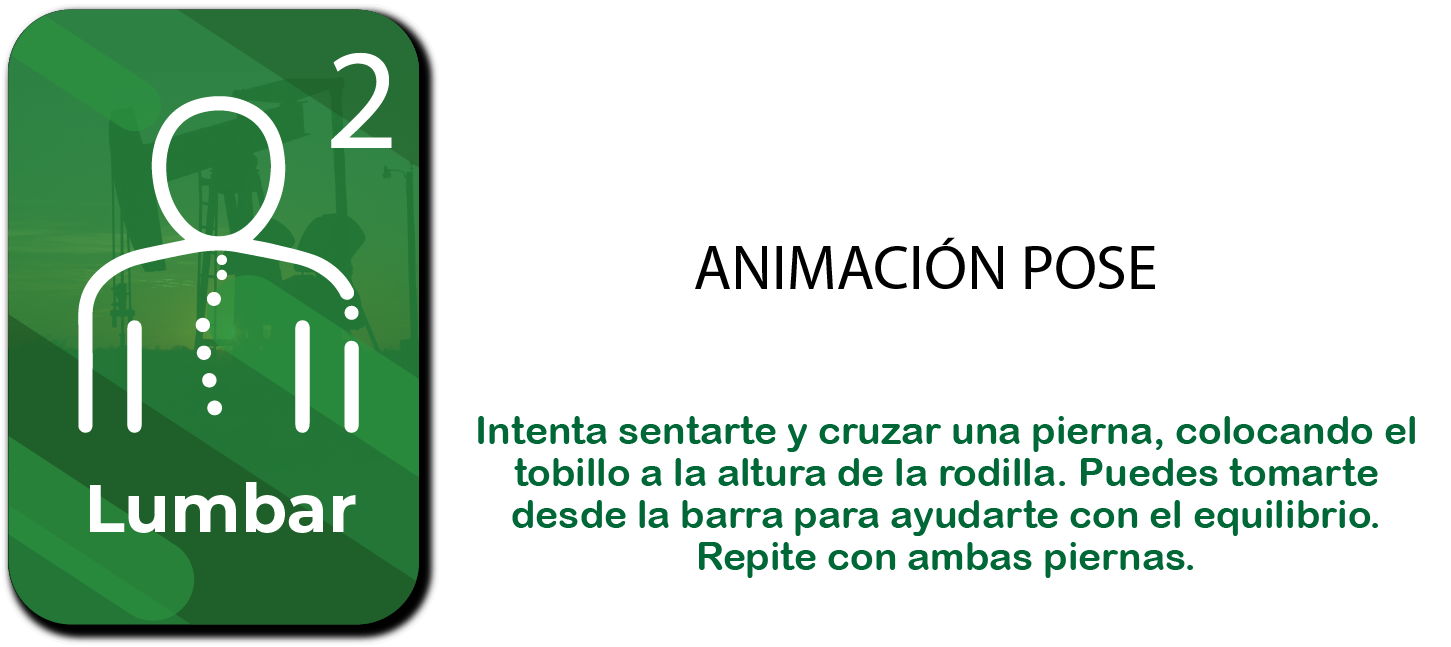 2
Lumbar
ANIMACIÓN POSE
Intenta sentarte y cruzar una pierna, colocando el
tobillo a la altura de la rodilla. Puedes tomarte
desde la barra para ayudarte con el equilibrio.
Repite con ambas piernas.